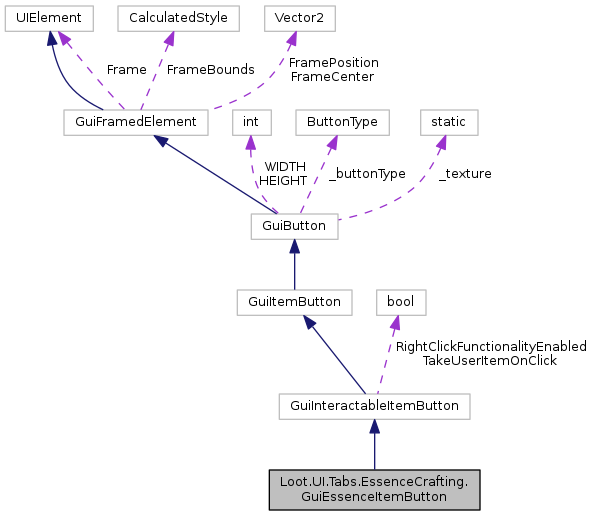 UIElement
CalculatedStyle
Vector2
Frame
FrameBounds
FramePosition
FrameCenter
GuiFramedElement
int
ButtonType
static
WIDTH
HEIGHT
_buttonType
_texture
GuiButton
GuiItemButton
bool
RightClickFunctionalityEnabled
TakeUserItemOnClick
GuiInteractableItemButton
Loot.UI.Tabs.EssenceCrafting.
GuiEssenceItemButton